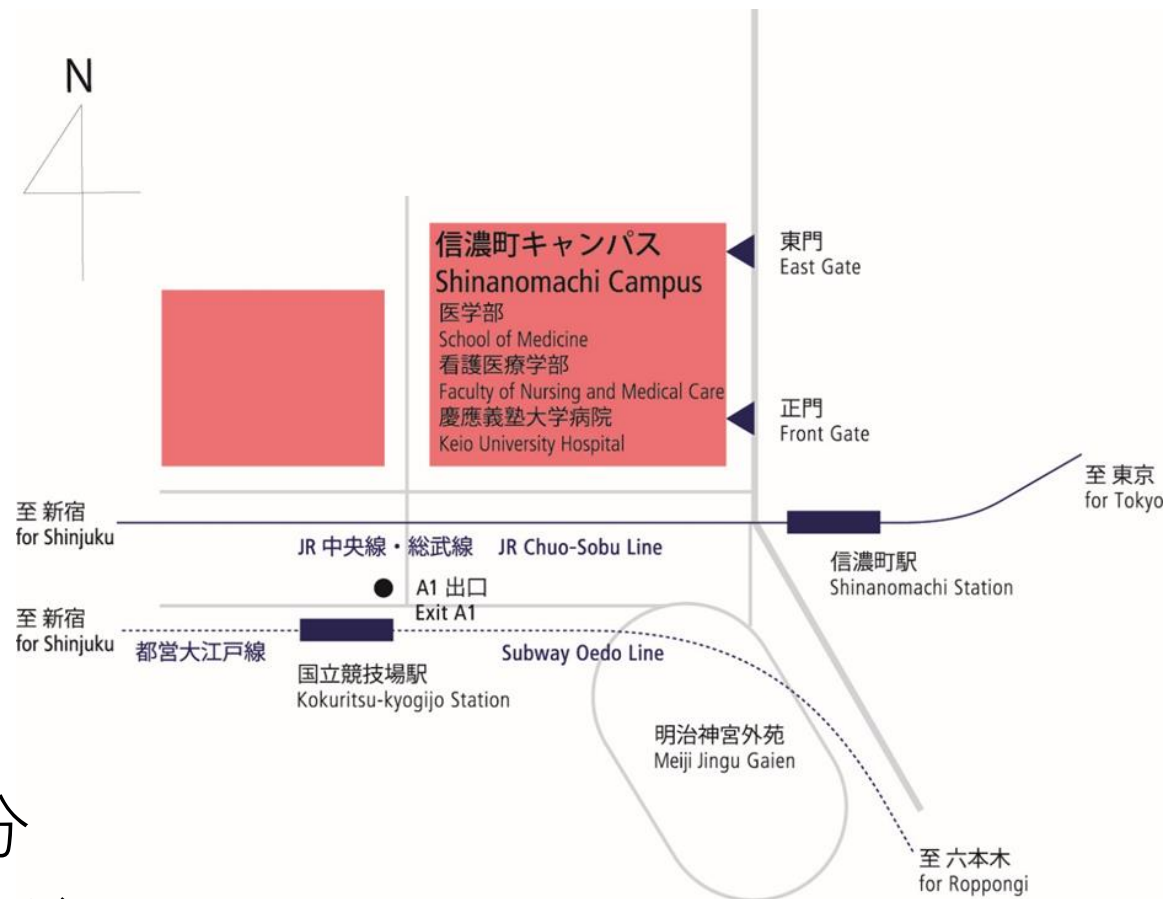 N
信濃町キャンパス
Shinanomachi Campus
医学部
School of Medicine
看護医療学部
Faculty of Nursing and Medical Care
慶應義塾大学病院
Keio University Hospital
東門
East Gate
正門
Front Gate
至 東京
for Tokyo
至 新宿
for Shinjuku
JR 中央線・総武線 JR Chuo-Sobu Line
信濃町駅
Shinanomachi Station
A1 出口
Exit A1
至 新宿
for Shinjuku
都営大江戸線
Subway Oedo Line
国立競技場駅
Kokuritsu-kyogijo Station
明治神宮外苑
Meiji Jingu Gaien
分
至 六本木
for Roppongi